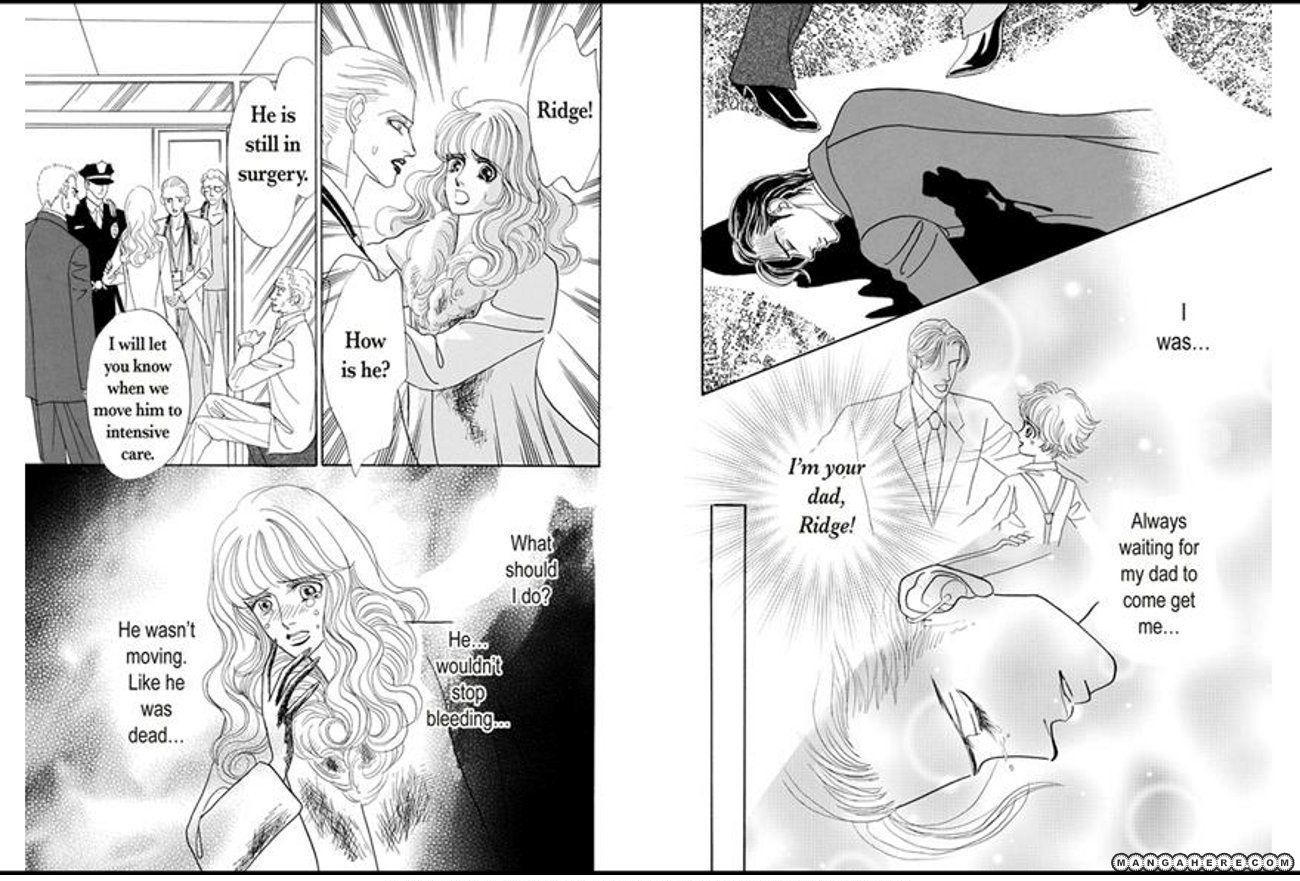 I
was...
Always
waiting for
my dad to
come get
me...
I'm your
dad,
Ridge!
Ridge!
How
is he?
He is
still in
surgery.
I will let
you know
when we
move him to
intensive
care.
What
should
I do?
He...
wouldn't
stop
bleeding...
He wasn't
moving.
Like he
was
dead...
MANGAHERE.COM